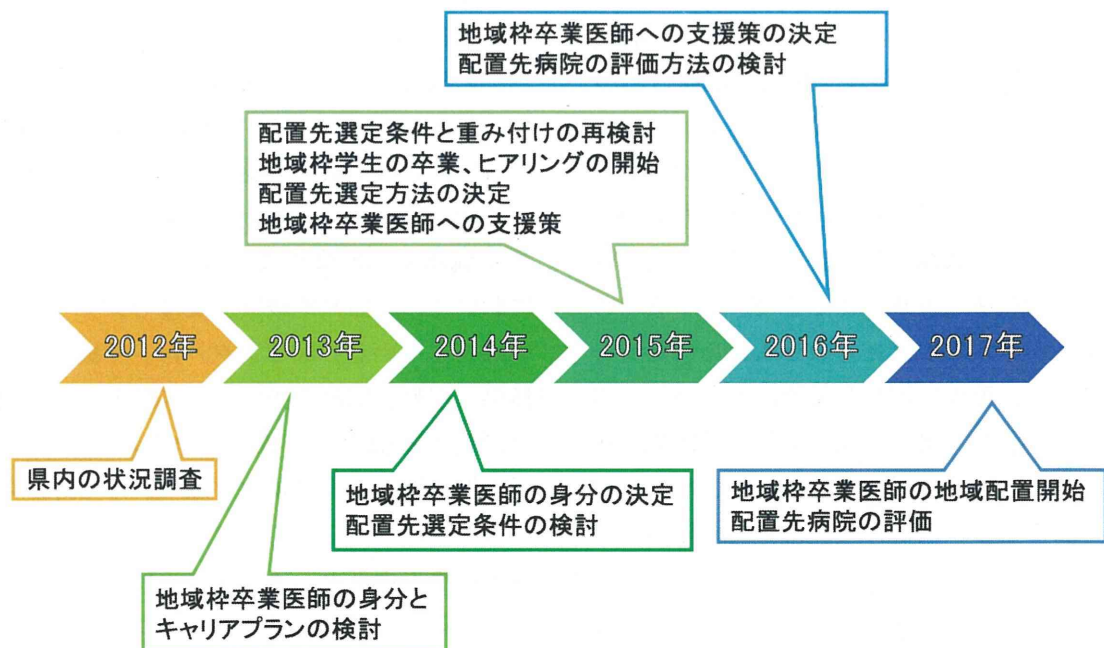 地域枠卒業医師への支援策の決定
配置先病院の評価方法の検討
配置先選定条件と重み付けの再検討
地域枠学生の卒業、ヒアリングの開始
配置先選定方法の決定
地域枠卒業医師への支援策
2012年
2013年
2014年
2015年
2016年
2017年
県内の状況調査
地域枠卒業医師の身分の決定
配置先選定条件の検討
地域枠卒業医師の地域配置開始
配置先病院の評価
地域枠卒業医師の身分と
キャリアプランの検討